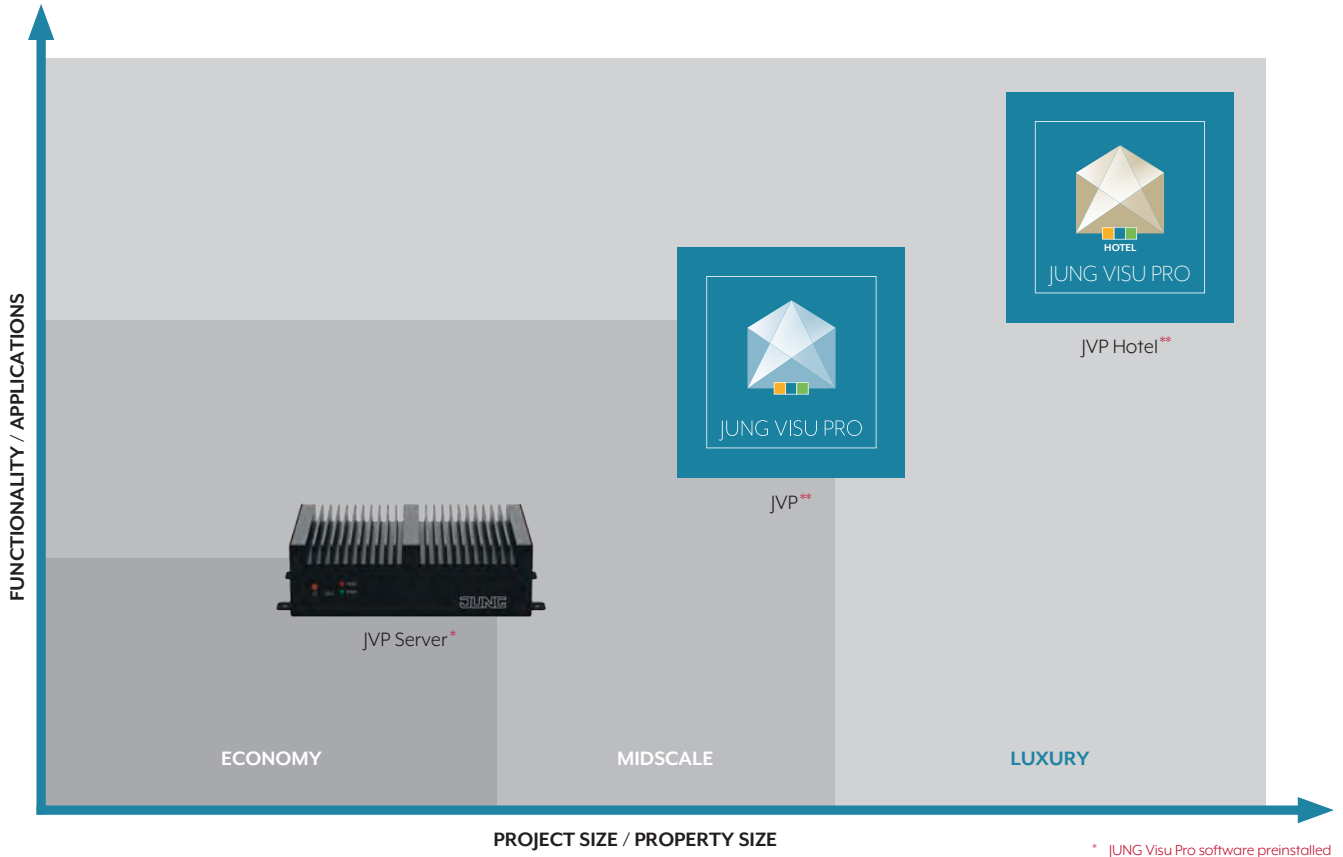 HOTEL
JUNG VISU PRO
JVP Hotel**
JUNG VISU PRO
JVP**
FUNCTIONALITY / APPLICATIONS
JUNG
JVP Server*
ECONOMY
MIDSCALE
LUXURY
PROJECT SIZE / PROPERTY SIZE
* JUNG Visu Pro software preinstalled